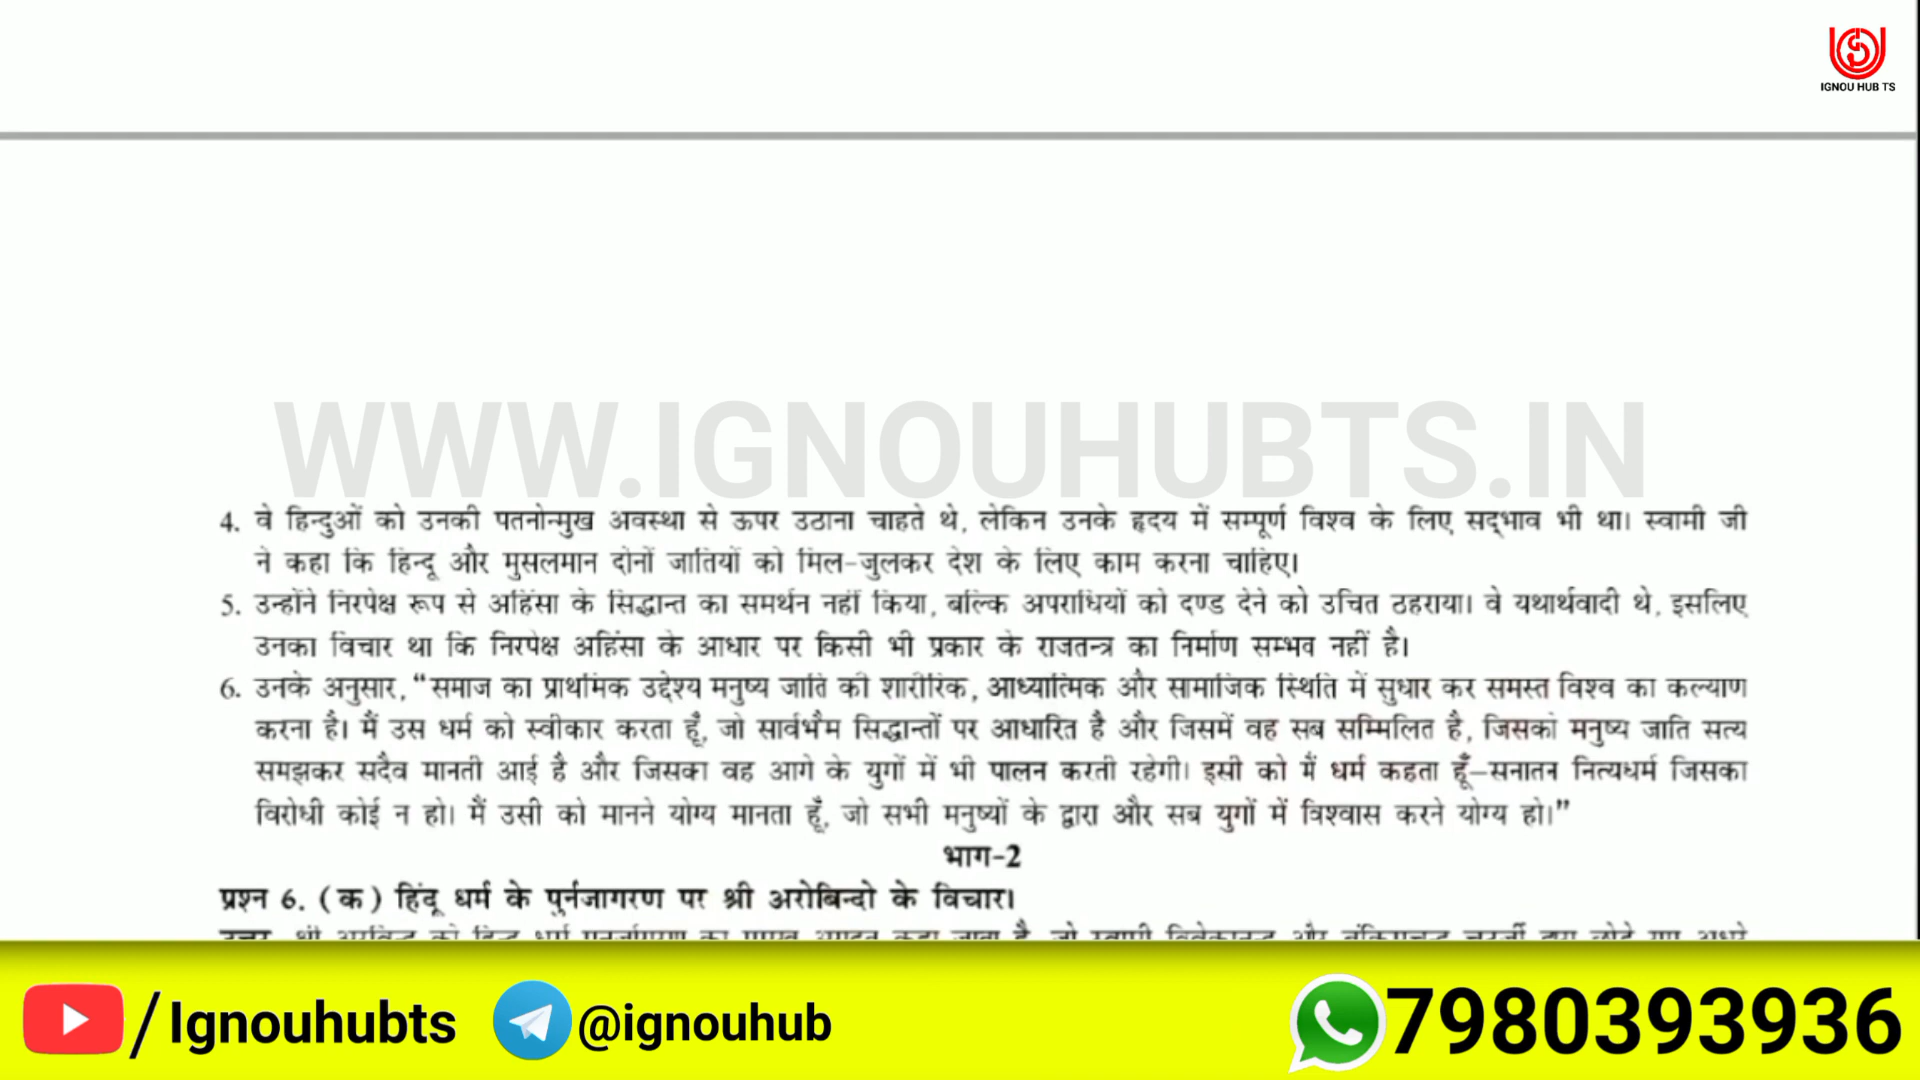 IGNOU HUB TS
WWW.IGNOUHUBTS.IN
4. वे हिन्दुओं को उनकी पतनोन्मुख अवस्था से ऊपर उठाना चाहते थे, लेकिन उनके हृदय में सम्पूर्ण विश्व के लिए सद्भाव भी था। स्वामी जी
ने कहा कि हिन्दू और मुसलमान दोनों जातियों को मिल-जुलकर देश के लिए काम करना चाहिए।
5. उन्होंने निरपेक्ष रूप से अहिंसा के सिद्धान्त का समर्थन नहीं किया, बल्कि अपराधियों को दण्ड देने को उचित ठहराया। वे यथार्थवादी थे, इसलिए
उनका विचार था कि निरपेक्ष अहिंसा के आधार पर किसी भी प्रकार के राजतन्त्र का निर्माण सम्भव नहीं है।
6. उनके अनुसार, “समाज का प्राथमिक उद्देश्य मनुष्य जाति की शारीरिक, आध्यात्मिक और सामाजिक स्थिति में सुधार कर समस्त विश्व का कल्याण
करना है। मैं उस धर्म को स्वीकार करता हूँ, जो सार्वभौम सिद्धान्तों पर आधारित है और जिसमें वह सब सम्मिलित है, जिसको मनुष्य जाति सत्य
समझकर सदैव मानती आई है और जिसका वह आगे के युगों में भी पालन करती रहेगी। इसी को मैं धर्म कहता हूँ–सनातन नित्यधर्म जिसका
विरोधी कोई न हो। मैं उसी को मानने योग्य मानता हूँ, जो सभी मनुष्यों के द्वारा और सब युगों में विश्वास करने योग्य हो।”
भाग-2
प्रश्न 6. (क) हिंदू धर्म के पुर्नजागरण पर श्री अरोबिन्दो के विचार।
/Ignouhubts @ignouhub 7980393936